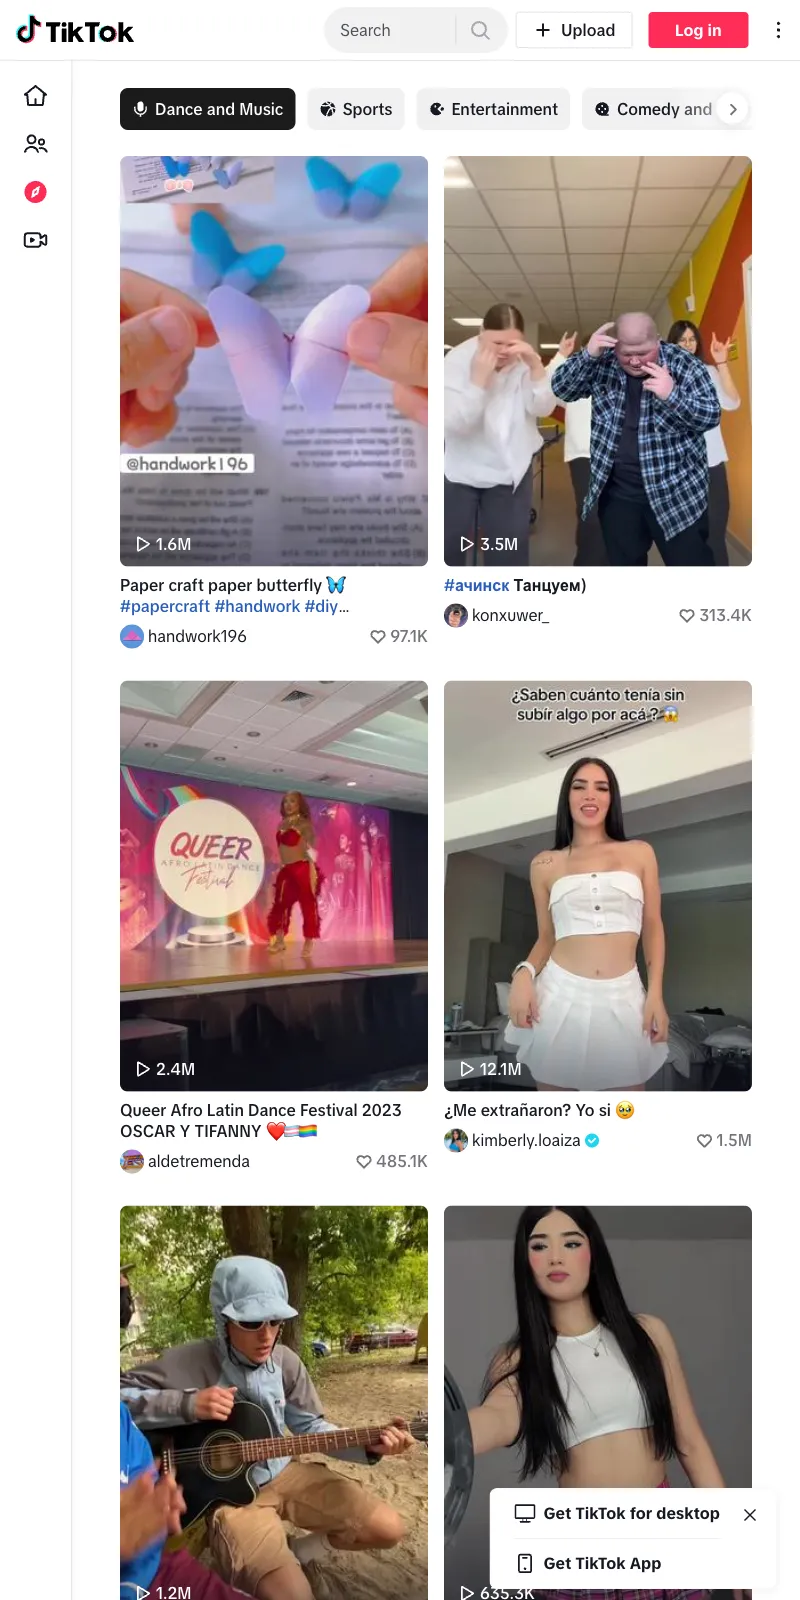 TikTok
Search
Upload
Log in
Dance and Music
Sports
Entertainment
Comedy and
@handwork196
1.6M
Paper craft paper butterfly 🦋
#papercraft #handwork #diy...
handwork196
97.1K
3.5M
#ачинск Танцуем)
konxuwer_
313.4K
QUEER
AFRO LATIN DANCE
Festival
2.4M
Queer Afro Latin Dance Festival 2023
OSCAR Y TIFANNY ❤️🏳️‍⚧️🏳️‍🌈
aldetremenda
485.1K
¿Saben cuánto tenía sin
subír algo por acá ? 😱
12.1M
¿Me extrañaron? Yo si 🥹
kimberly.loaiza
1.5M
1.2M
635.3K
Get TikTok for desktop
Get TikTok App